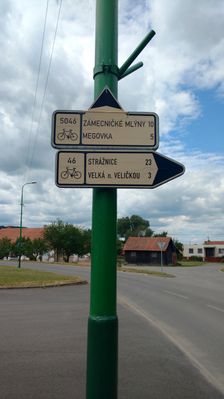 5046 ZÁMECNICKÉ MLÝNY 10
MEGOVKA 5
46 STRÁŽNICE 23
VELKÁ n. VELIČKOU 3